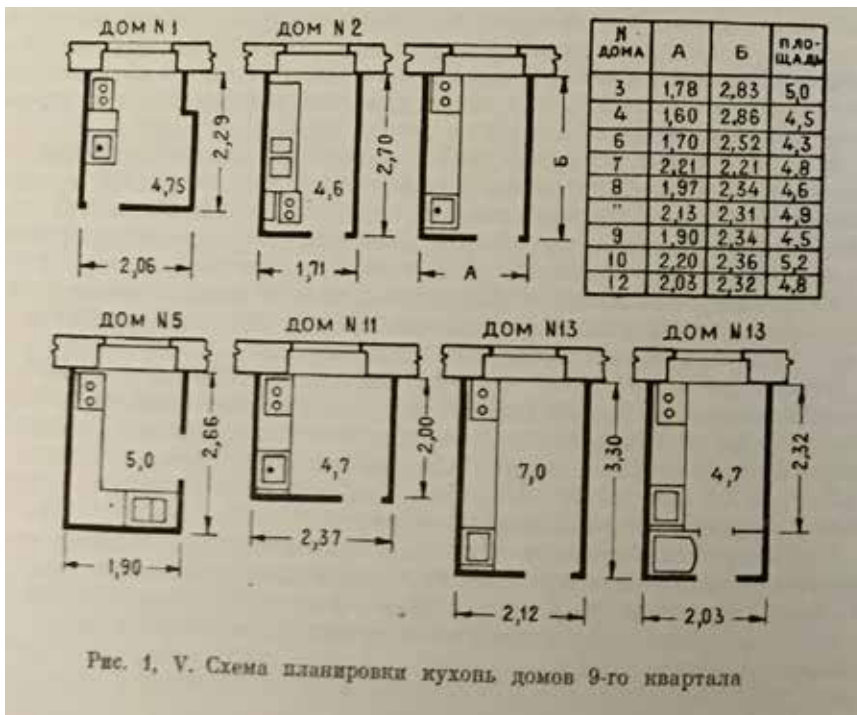 ДОМ N1
ДОМ N2
2,29
4,75
2,06
2,70
4,6
1,71
Б
А
N ДОМА А Б ПЛО-ЩАДЬ
3 1,78 2,83 5,0
4 1,60 2,86 4,5
6 1,70 2,52 4,3
7 2,21 2,21 4,8
8 1,97 2,34 4,6
" 2,13 2,31 4,9
9 1,90 2,34 4,5
10 2,20 2,36 5,2
12 2,03 2,32 4,8
ДОМ N5
ДОМ N11
ДОМ N13
ДОМ N13
5,0
2,66
1,90
4,7
2,00
2,37
7,0
3,30
2,12
4,7
2,32
2,03
Рис. 1, V. Схема планировки кухонь домов 9-го квартала